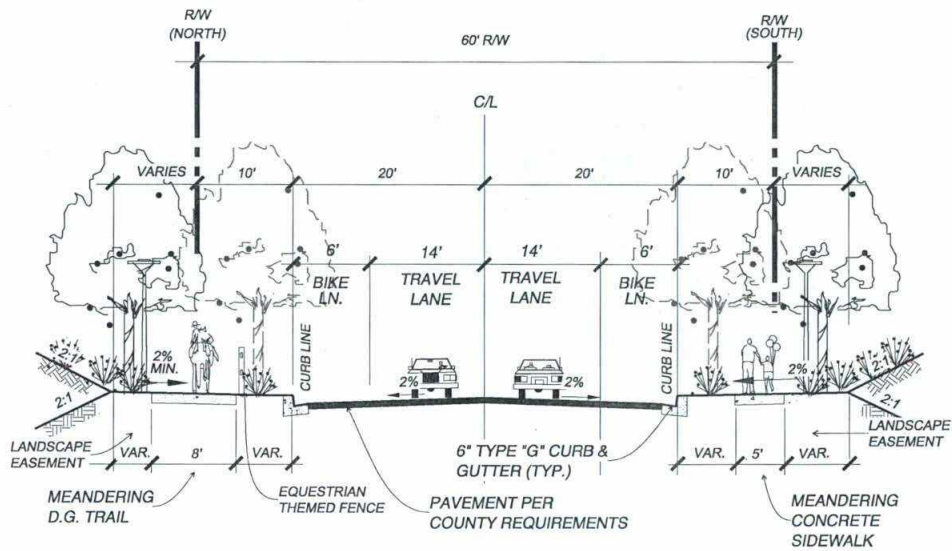 R/W
(NORTH)
R/W
(SOUTH)
60' R/W
C/L
VARIES
10'
20'
20'
10'
VARIES
6'
14'
14'
6'
BIKE
LN.
TRAVEL
LANE
TRAVEL
LANE
BIKE
LN.
CURB LINE
CURB LINE
2:1
2:1
2%
MIN.
2%
2%
2%
2:1
2:1
LANDSCAPE
EASEMENT
VAR.
8'
VAR.
6" TYPE "G" CURB &
GUTTER (TYP.)
VAR.
5'
VAR.
LANDSCAPE
EASEMENT
MEANDERING
D.G. TRAIL
EQUESTRIAN
THEMED FENCE
PAVEMENT PER
COUNTY REQUIREMENTS
MEANDERING
CONCRETE
SIDEWALK